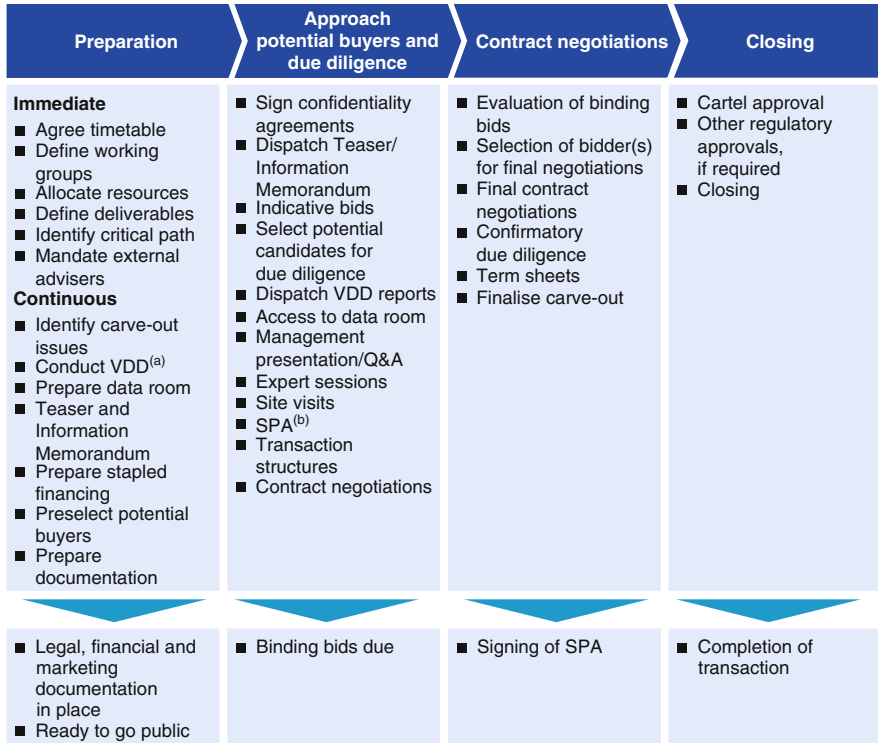 Preparation
Approach
potential buyers and
due diligence
Contract negotiations
Closing
Immediate
■ Agree timetable
■ Define working
groups
■ Allocate resources
■ Define deliverables
■ Identify critical path
■ Mandate external
advisers
Continuous
■ Identify carve-out
issues
■ Conduct VDD(a)
■ Prepare data room
■ Teaser and
Information
Memorandum
■ Prepare stapled
financing
■ Preselect potential
buyers
■ Prepare
documentation
■ Sign confidentiality
agreements
■ Dispatch Teaser/
Information
Memorandum
■ Indicative bids
■ Select potential
candidates for
due diligence
■ Dispatch VDD reports
■ Access to data room
■ Management
presentation/Q&A
■ Expert sessions
■ Site visits
■ SPA(b)
■ Transaction
structures
■ Contract negotiations
■ Evaluation of binding
bids
■ Selection of bidder(s)
for final negotiations
■ Final contract
negotiations
■ Confirmatory
due diligence
■ Term sheets
■ Finalise carve-out
■ Cartel approval
■ Other regulatory
approvals,
if required
■ Closing
■ Legal, financial and
marketing
documentation
in place
■ Ready to go public
■ Binding bids due
■ Signing of SPA
■ Completion of
transaction